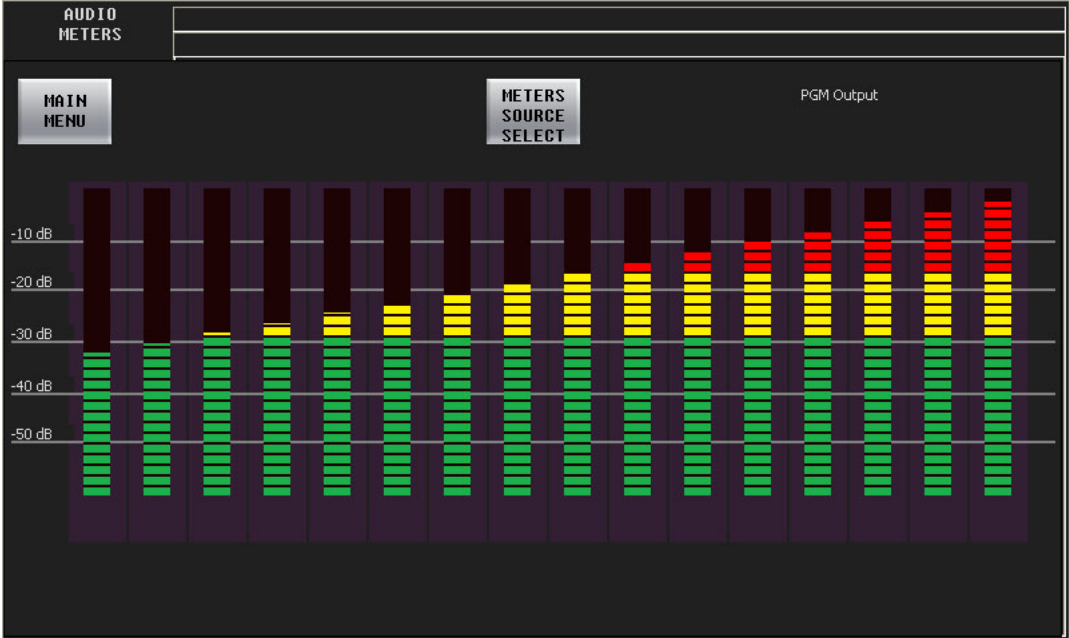 AUDIO
METERS
MAIN
MENU
METERS
SOURCE
SELECT
PGM Output
-10 dB
-20 dB
-30 dB
-40 dB
-50 dB